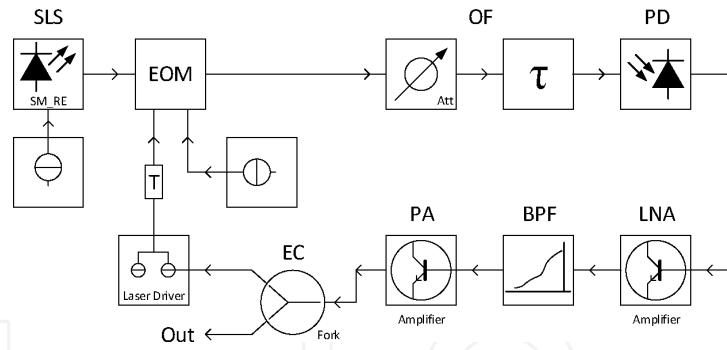 SLS
OF
PD
SM_RE
EOM
Att
τ
T
PA
BPF
LNA
EC
Laser Driver
Fork
Amplifier
Amplifier
Out